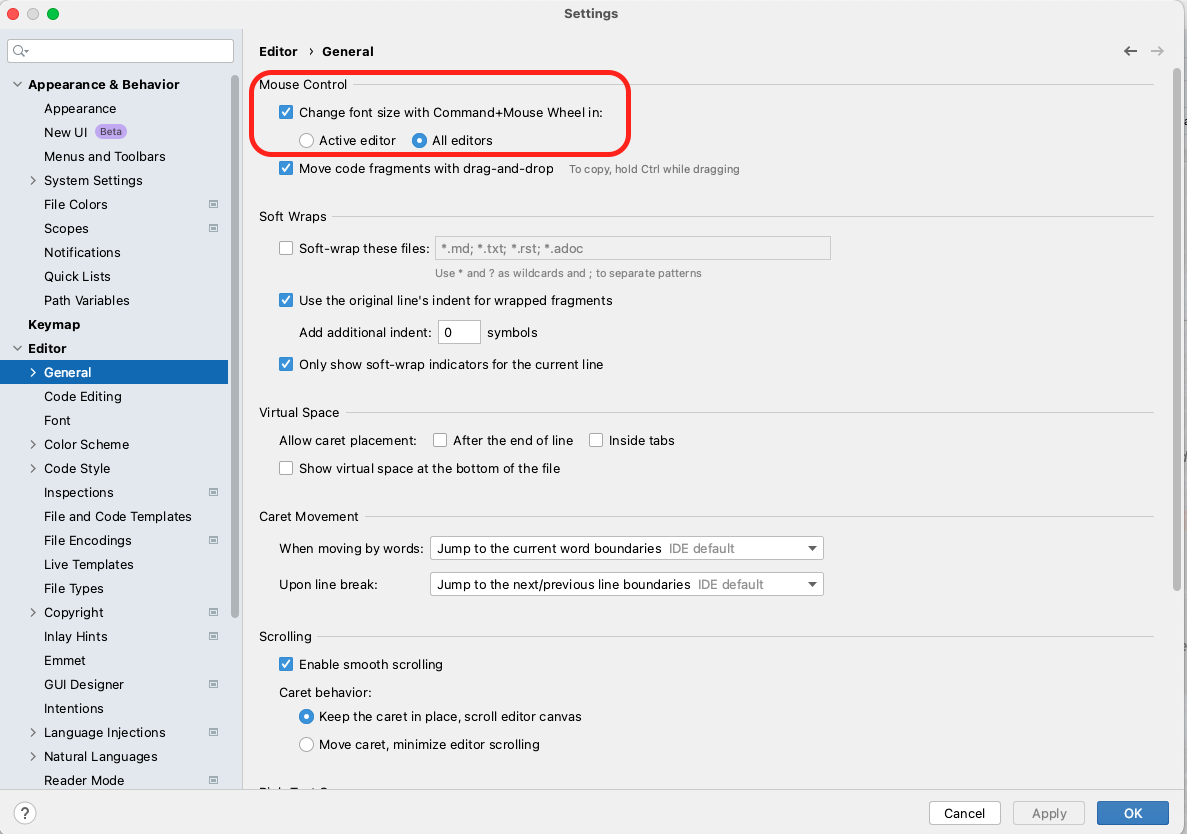 Settings
Appearance & Behavior
Appearance
New UI Beta
Menus and Toolbars
System Settings
File Colors
Scopes
Notifications
Quick Lists
Path Variables
Keymap
Editor
General
Code Editing
Font
Color Scheme
Code Style
Inspections
File and Code Templates
File Encodings
Live Templates
File Types
Copyright
Inlay Hints
Emmet
GUI Designer
Intentions
Language Injections
Natural Languages
Reader Mode
Editor › General
Mouse Control
Change font size with Command+Mouse Wheel in:
Active editor All editors
Move code fragments with drag-and-drop To copy, hold Ctrl while dragging
Soft Wraps
Soft-wrap these files: *.md; *.txt; *.rst; *.adoc
Use * and ? as wildcards and ; to separate patterns
Use the original line's indent for wrapped fragments
Add additional indent: 0 symbols
Only show soft-wrap indicators for the current line
Virtual Space
Allow caret placement: After the end of line Inside tabs
Show virtual space at the bottom of the file
Caret Movement
When moving by words: Jump to the current word boundaries IDE default
Upon line break: Jump to the next/previous line boundaries IDE default
Scrolling
Enable smooth scrolling
Caret behavior:
Keep the caret in place, scroll editor canvas
Move caret, minimize editor scrolling
?
Cancel Apply OK